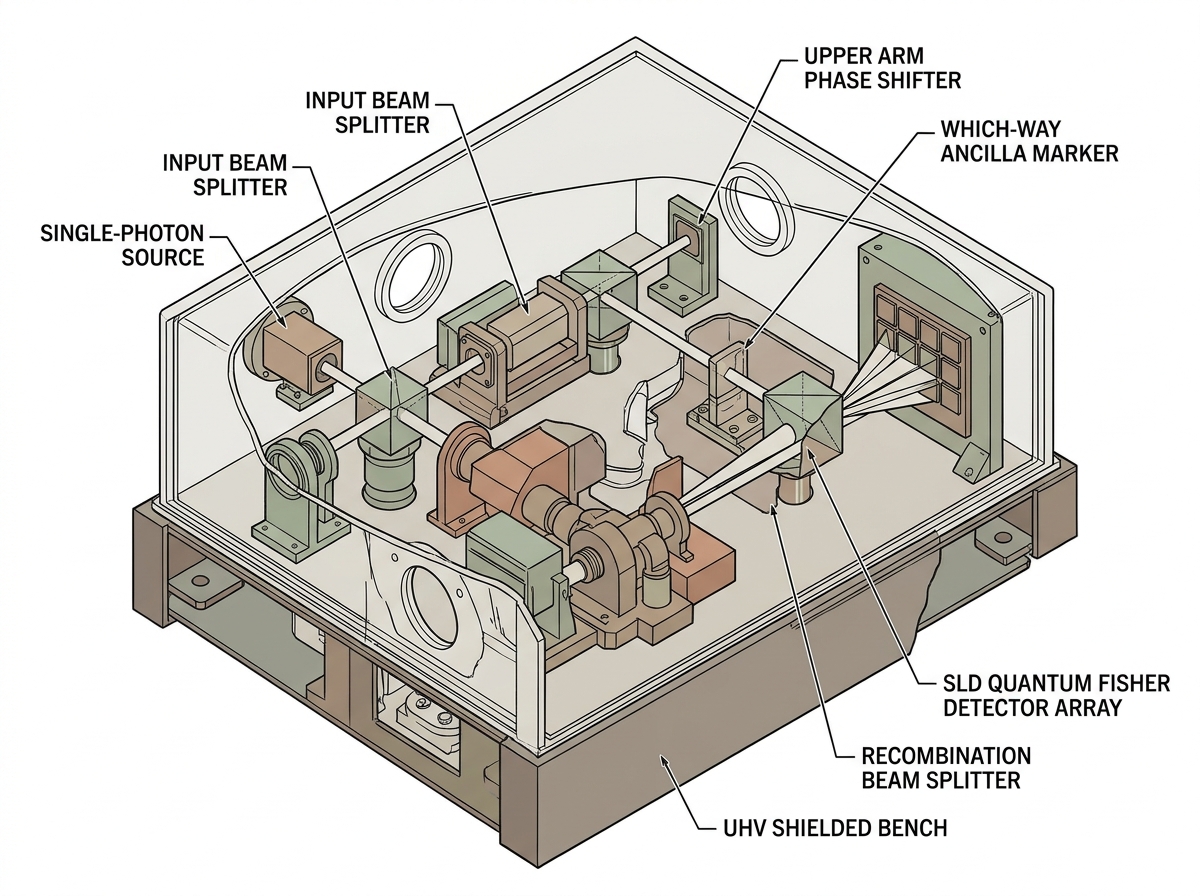 UPPER ARM
PHASE SHIFTER
INPUT BEAM
SPLITTER
WHICH-WAY
ANCILLA MARKER
INPUT BEAM
SPLITTER
SINGLE-PHOTON
SOURCE
SLD QUANTUM FISHER
DETECTOR ARRAY
RECOMBINATION
BEAM SPLITTER
UHV SHIELDED BENCH